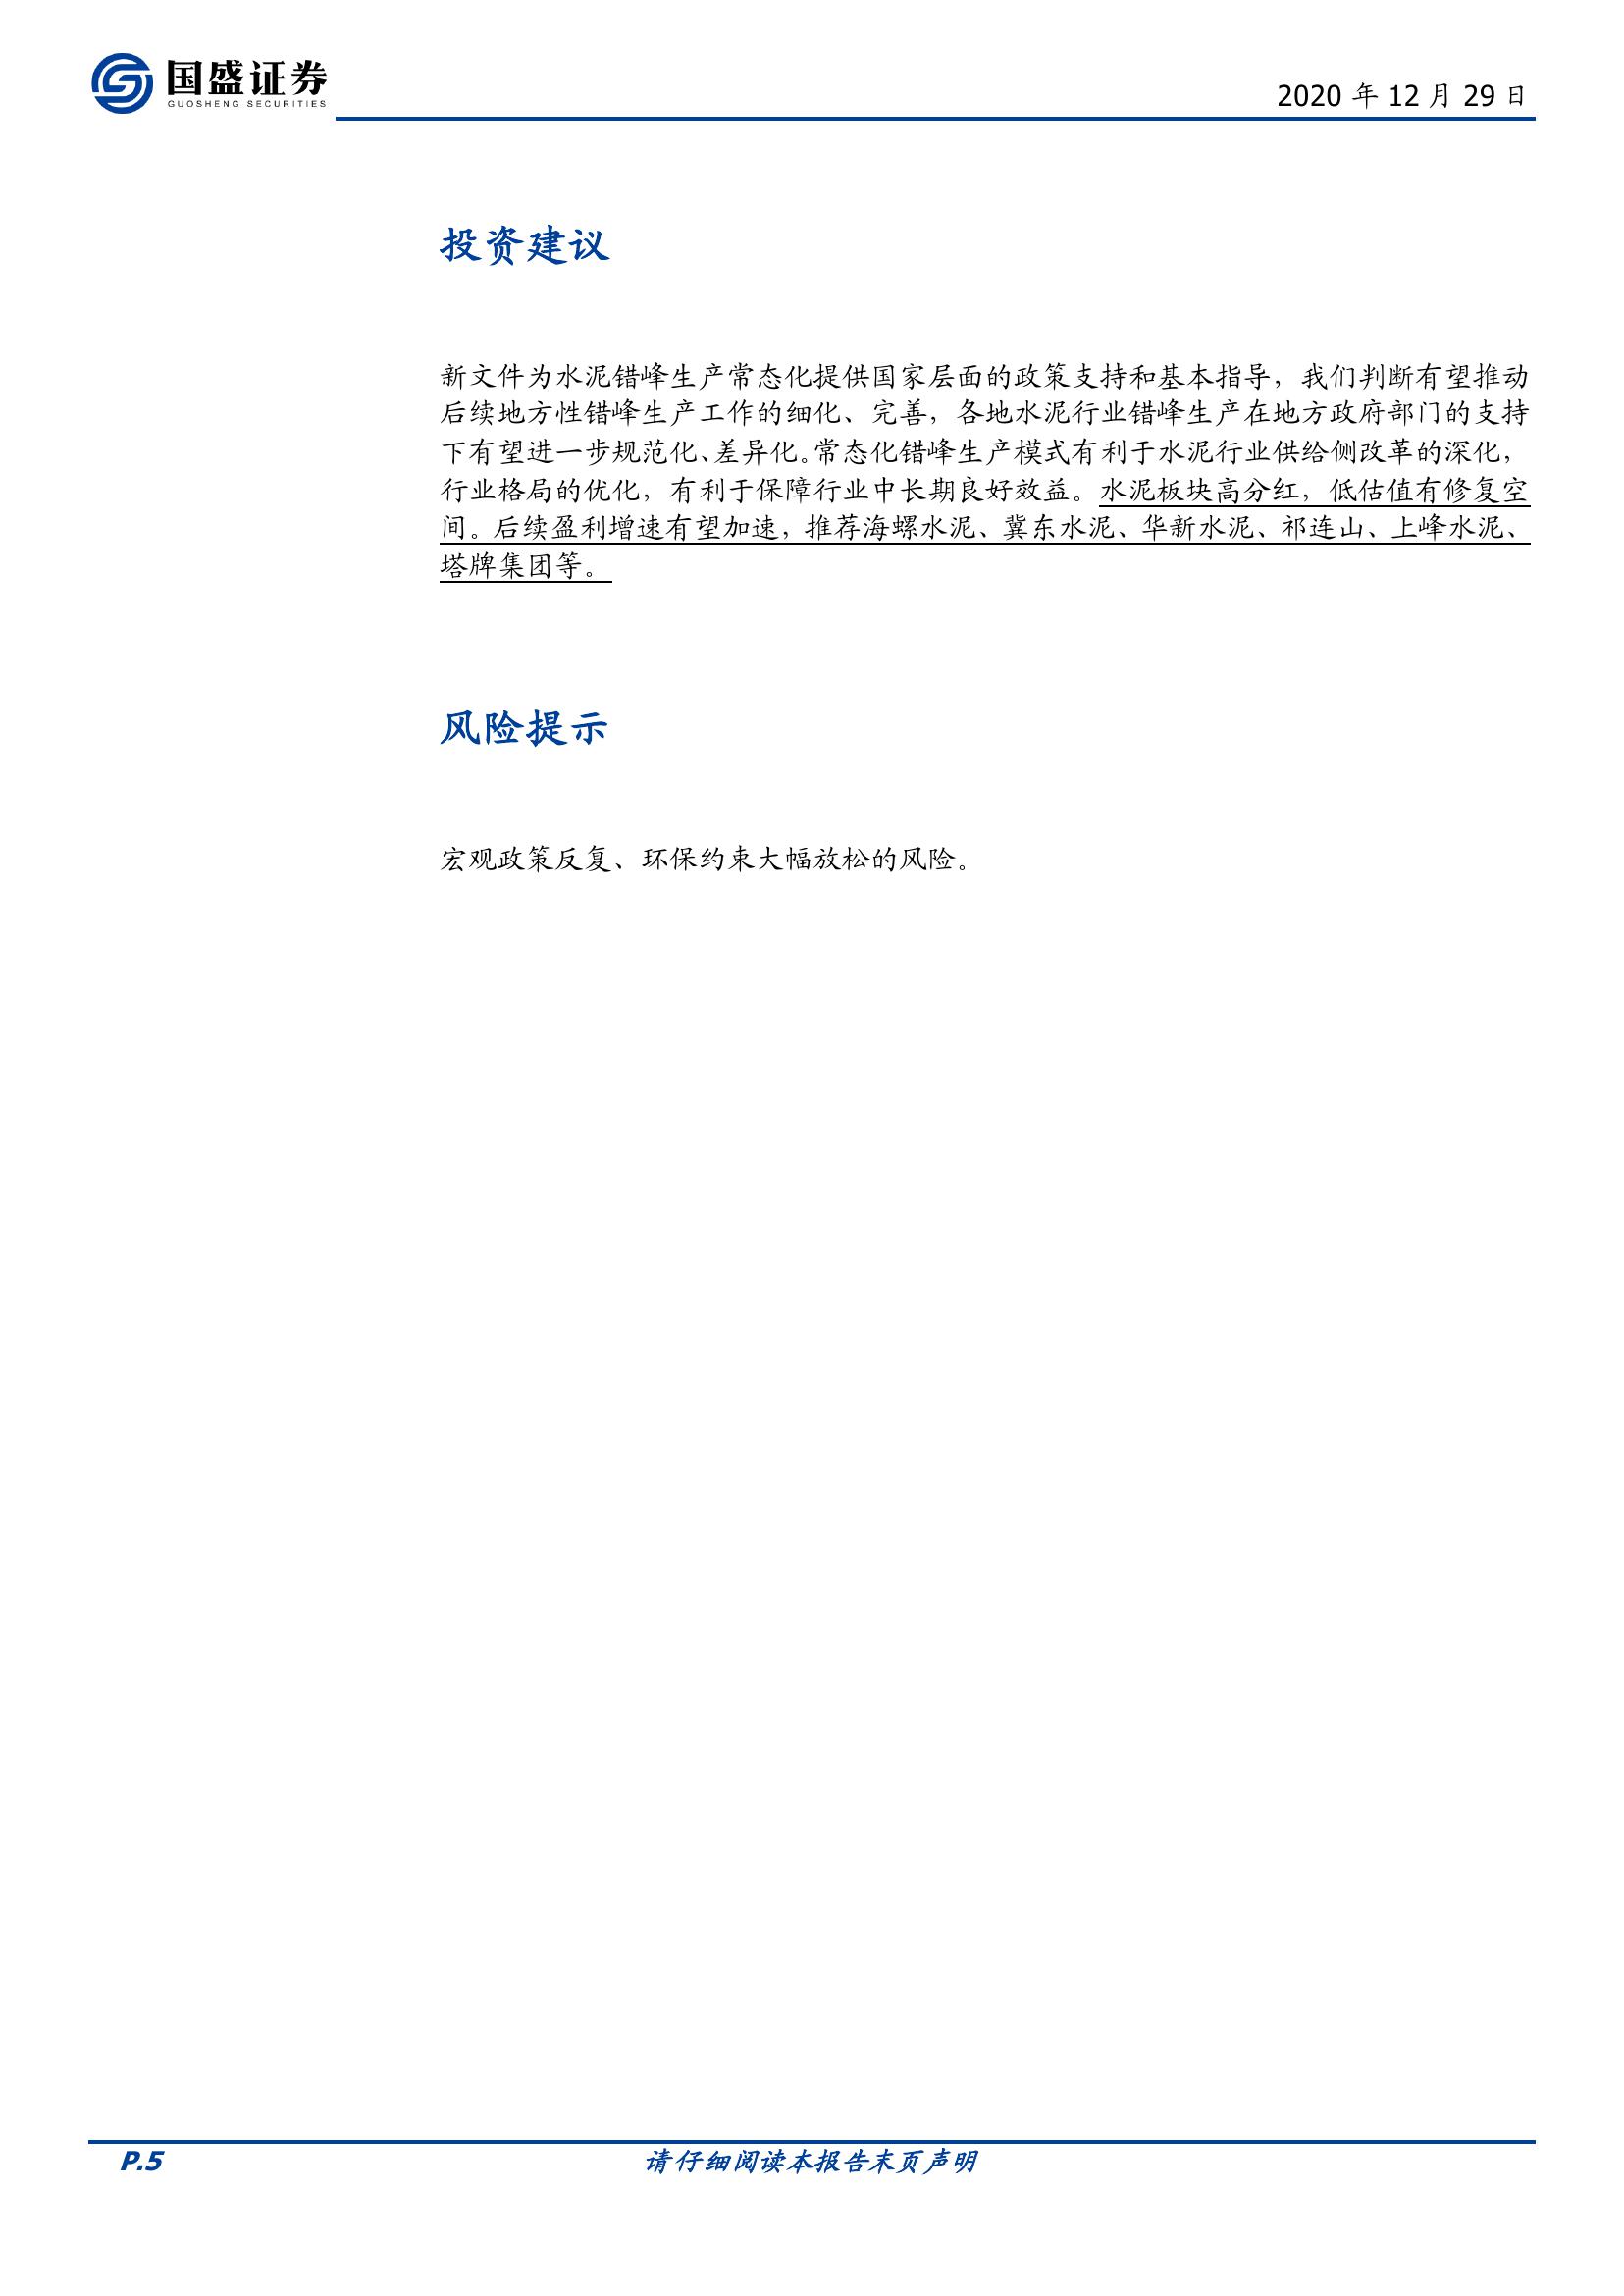 国盛证券
GUOSHENG SECURITIES
2020 年 12 月 29 日
投资建议
新文件为水泥错峰生产常态化提供国家层面的政策支持和基本指导，我们判断有望推动
后续地方性错峰生产工作的细化、完善，各地水泥行业错峰生产在地方政府部门的支持
下有望进一步规范化、差异化。常态化错峰生产模式有利于水泥行业供给侧改革的深化，
行业格局的优化，有利于保障行业中长期良好效益。水泥板块高分红，低估值有修复空
间。后续盈利增速有望加速，推荐海螺水泥、冀东水泥、华新水泥、祁连山、上峰水泥、
塔牌集团等。
风险提示
宏观政策反复、环保约束大幅放松的风险。
P.5
请仔细阅读本报告末页声明